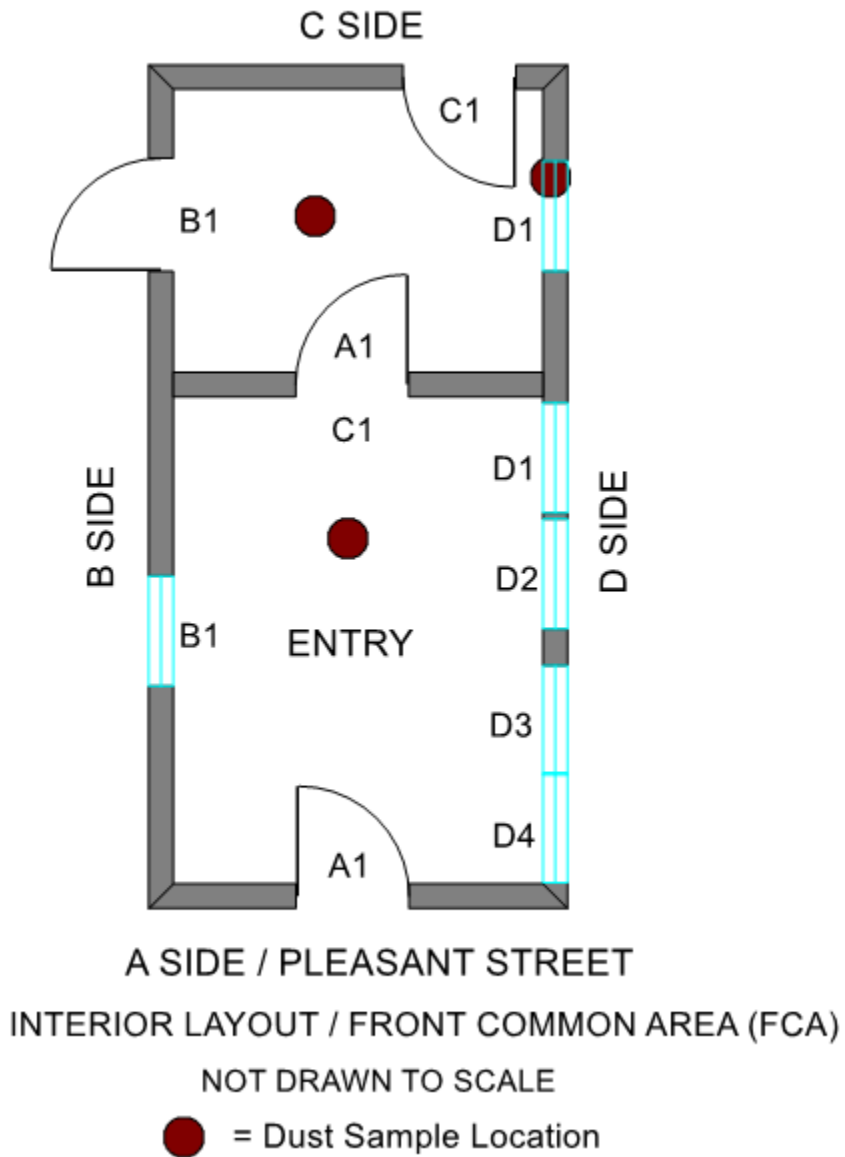 C SIDE
C1
B1
D1
A1
C1
D1
B SIDE
D SIDE
D2
B1
ENTRY
D3
D4
A1
A SIDE / PLEASANT STREET
INTERIOR LAYOUT / FRONT COMMON AREA (FCA)
NOT DRAWN TO SCALE
= Dust Sample Location